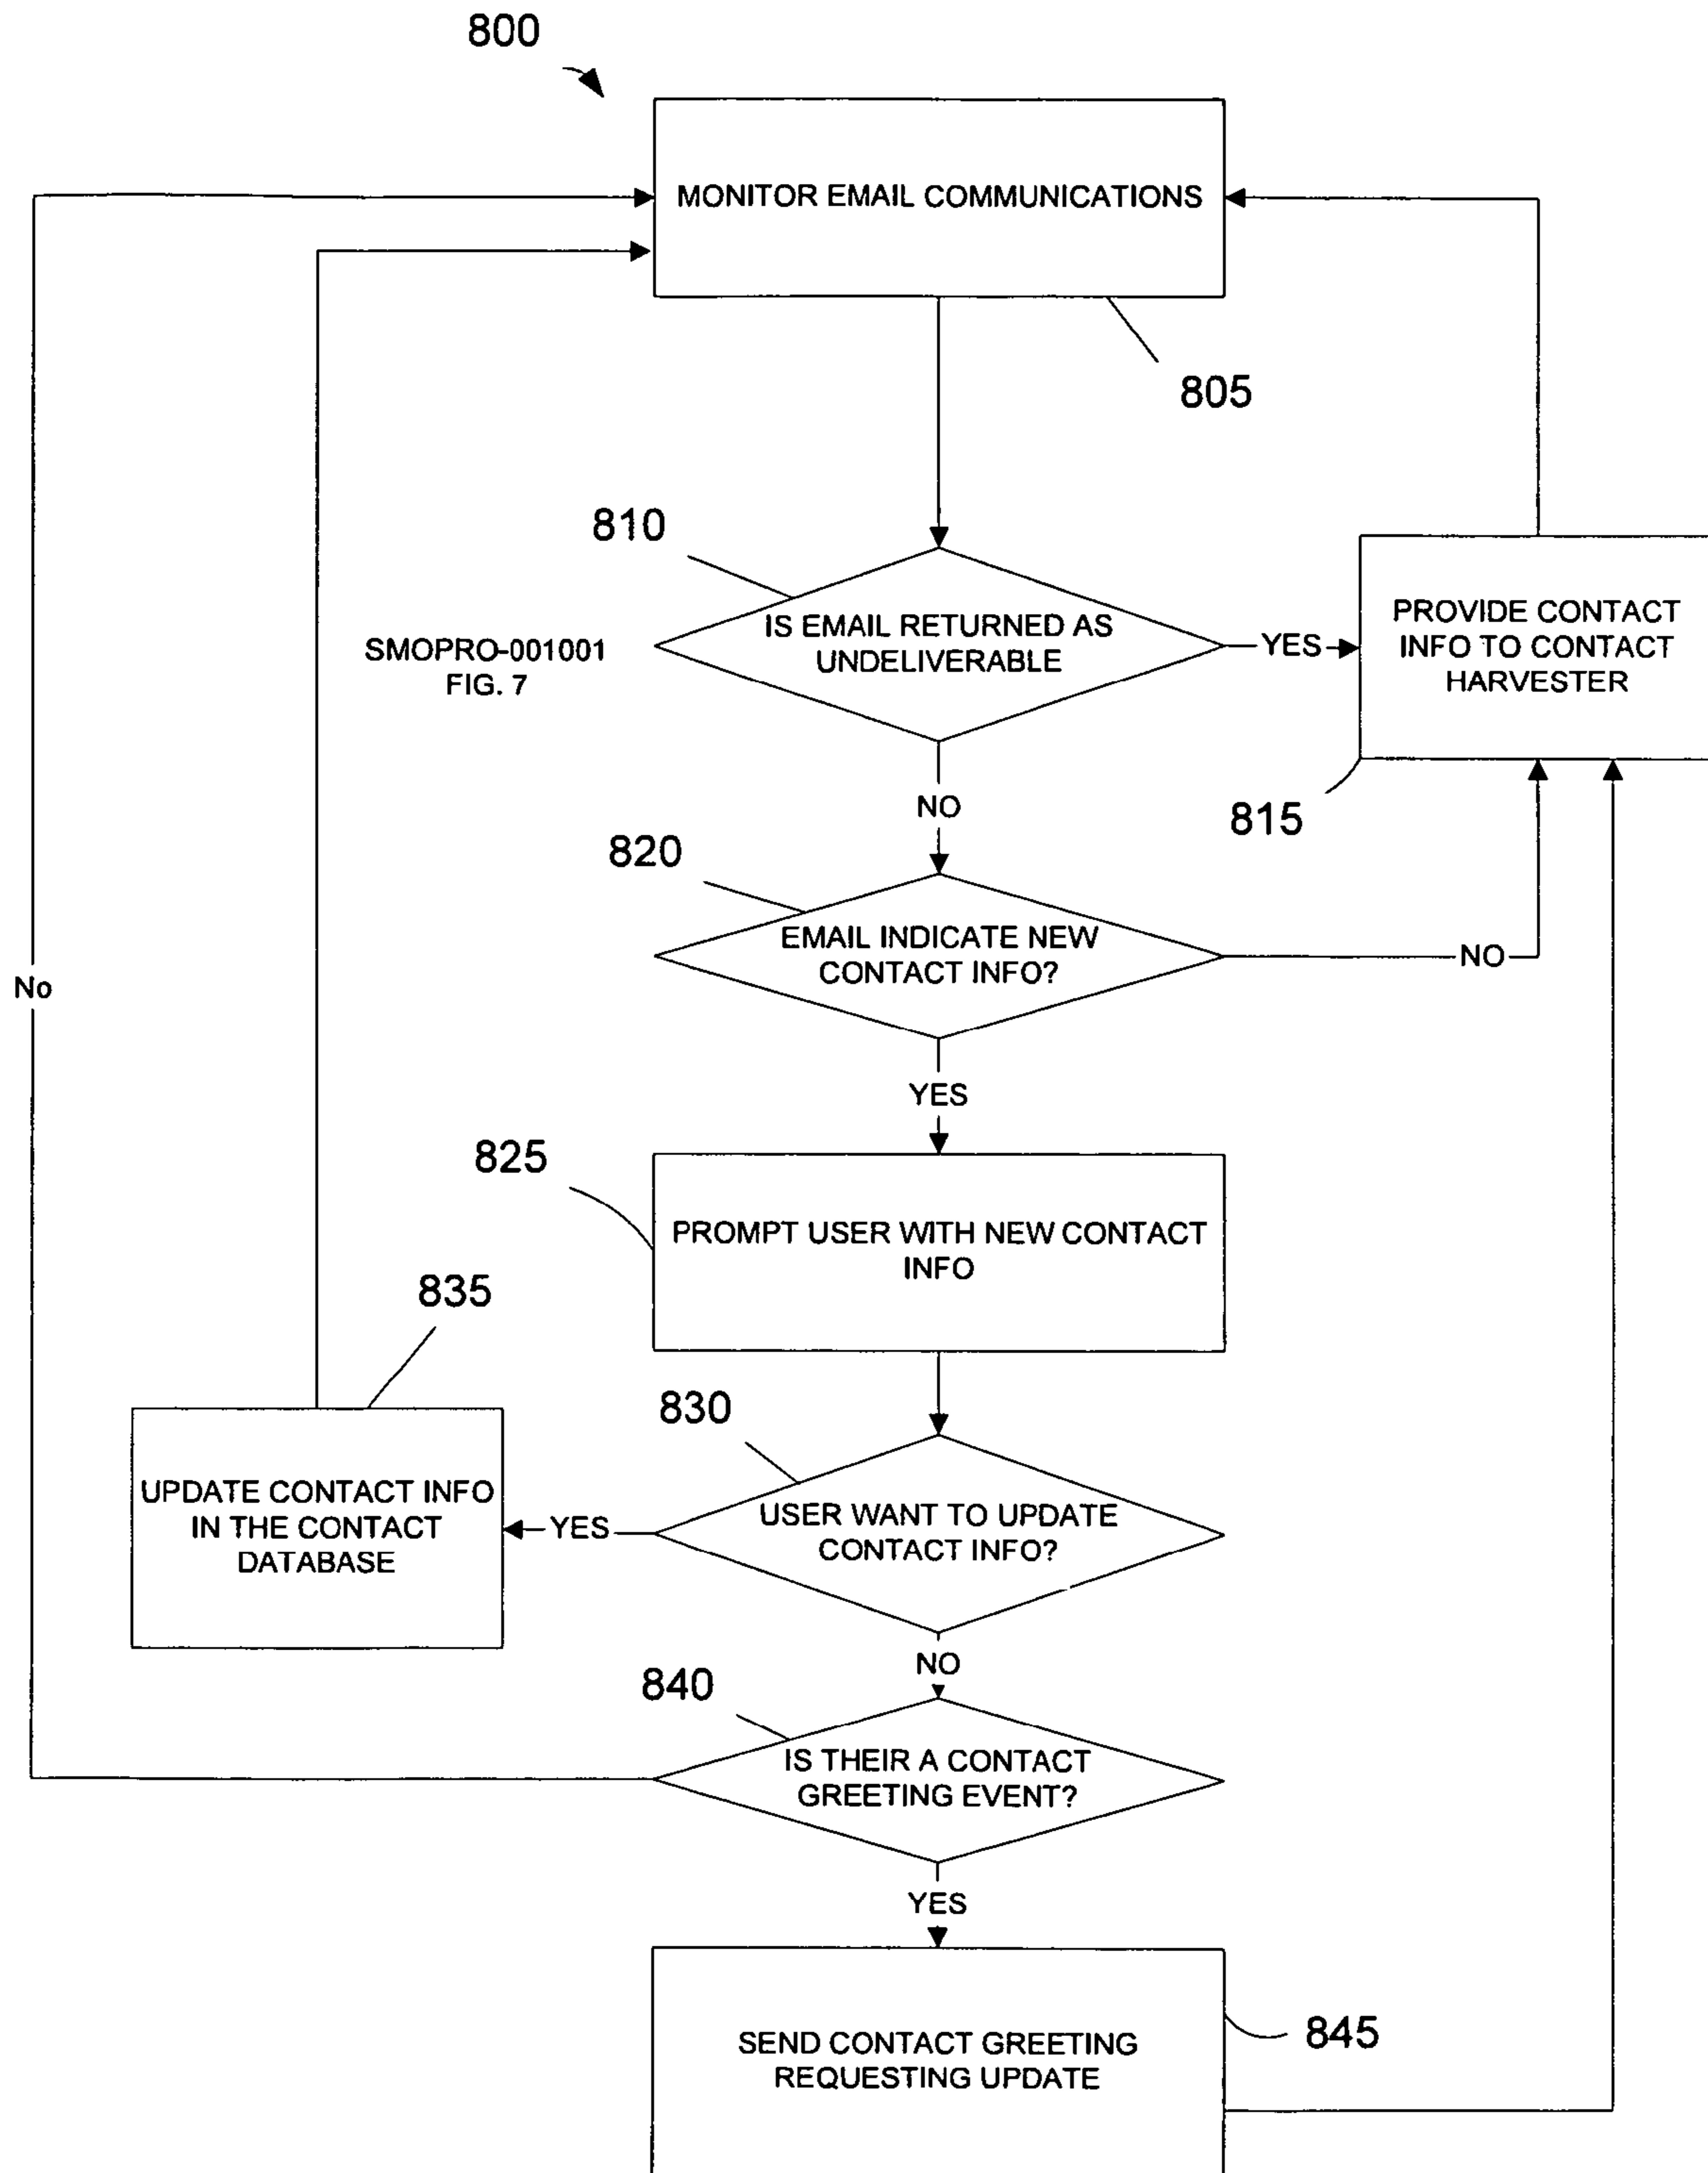 800
MONITOR EMAIL COMMUNICATIONS
805
810
IS EMAIL RETURNED AS
UNDELIVERABLE
YES
PROVIDE CONTACT
INFO TO CONTACT
HARVESTER
SMOPRO-001001
FIG. 7
815
NO
820
EMAIL INDICATE NEW
CONTACT INFO?
NO
No
YES
825
PROMPT USER WITH NEW CONTACT
INFO
835
830
UPDATE CONTACT INFO
IN THE CONTACT
DATABASE
YES
USER WANT TO UPDATE
CONTACT INFO?
NO
840
IS THEIR A CONTACT
GREETING EVENT?
YES
SEND CONTACT GREETING
REQUESTING UPDATE
845